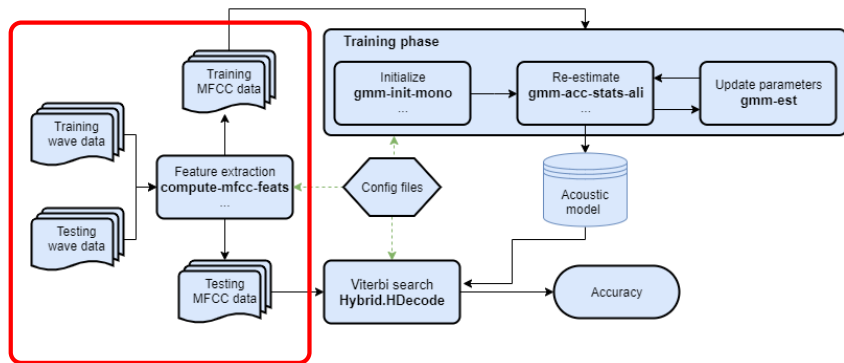 Training phase
Training
MFCC data
Initialize
gmm-init-mono
...
Re-estimate
gmm-acc-stats-ali
...
Update parameters
gmm-est
Training
wave data
Feature extraction
compute-mfcc-feats
...
Config files
Acoustic
model
Testing
wave data
Testing
MFCC data
Viterbi search
Hybrid.HDecode
Accuracy